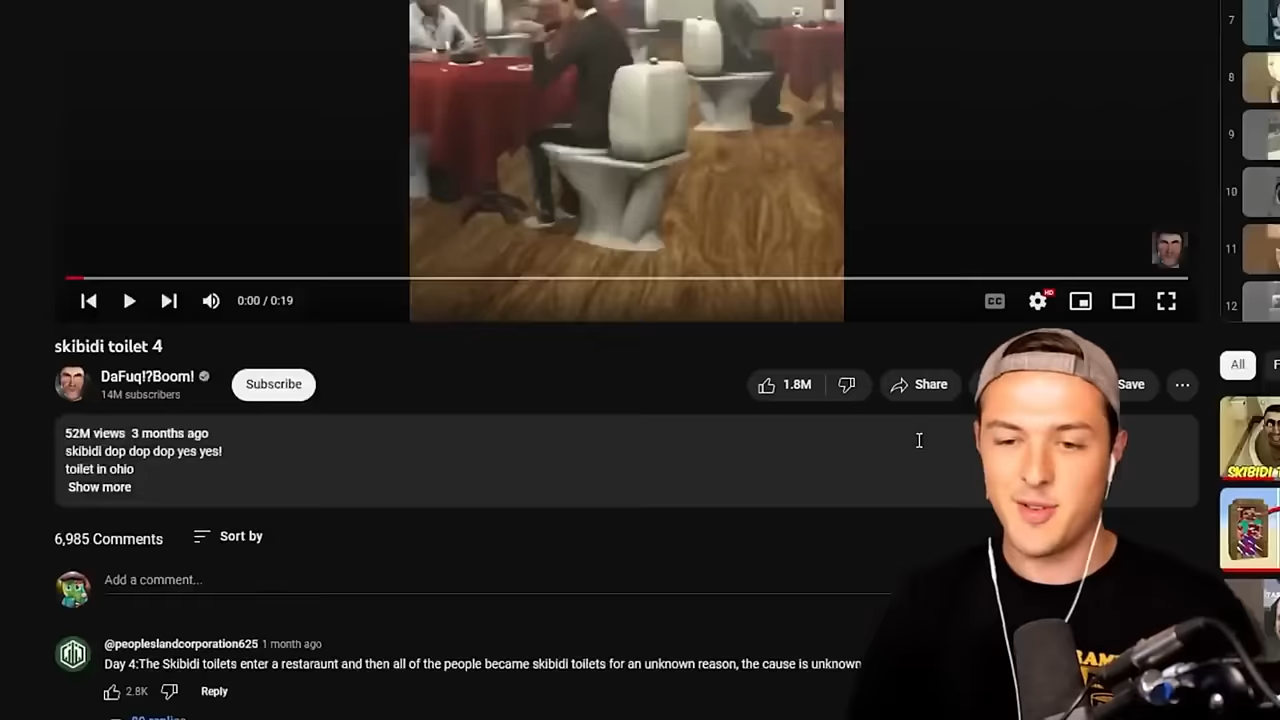 7
8
9
10
11
12
0:00 / 0:19
CC
HD
skibidi toilet 4
DaFuq!?Boom!
14M subscribers
Subscribe
1.8M
Share
Save
All
52M views 3 months ago
skibidi dop dop dop yes yes!
toilet in ohio
Show more
SKIBIDI
6,985 Comments
Sort by
Add a comment...
@peopleslandcorporation625 1 month ago
Day 4:The Skibidi toilets enter a restaraunt and then all of the people became skibidi toilets for an unknown reason, the cause is unknown
2.8K
Reply